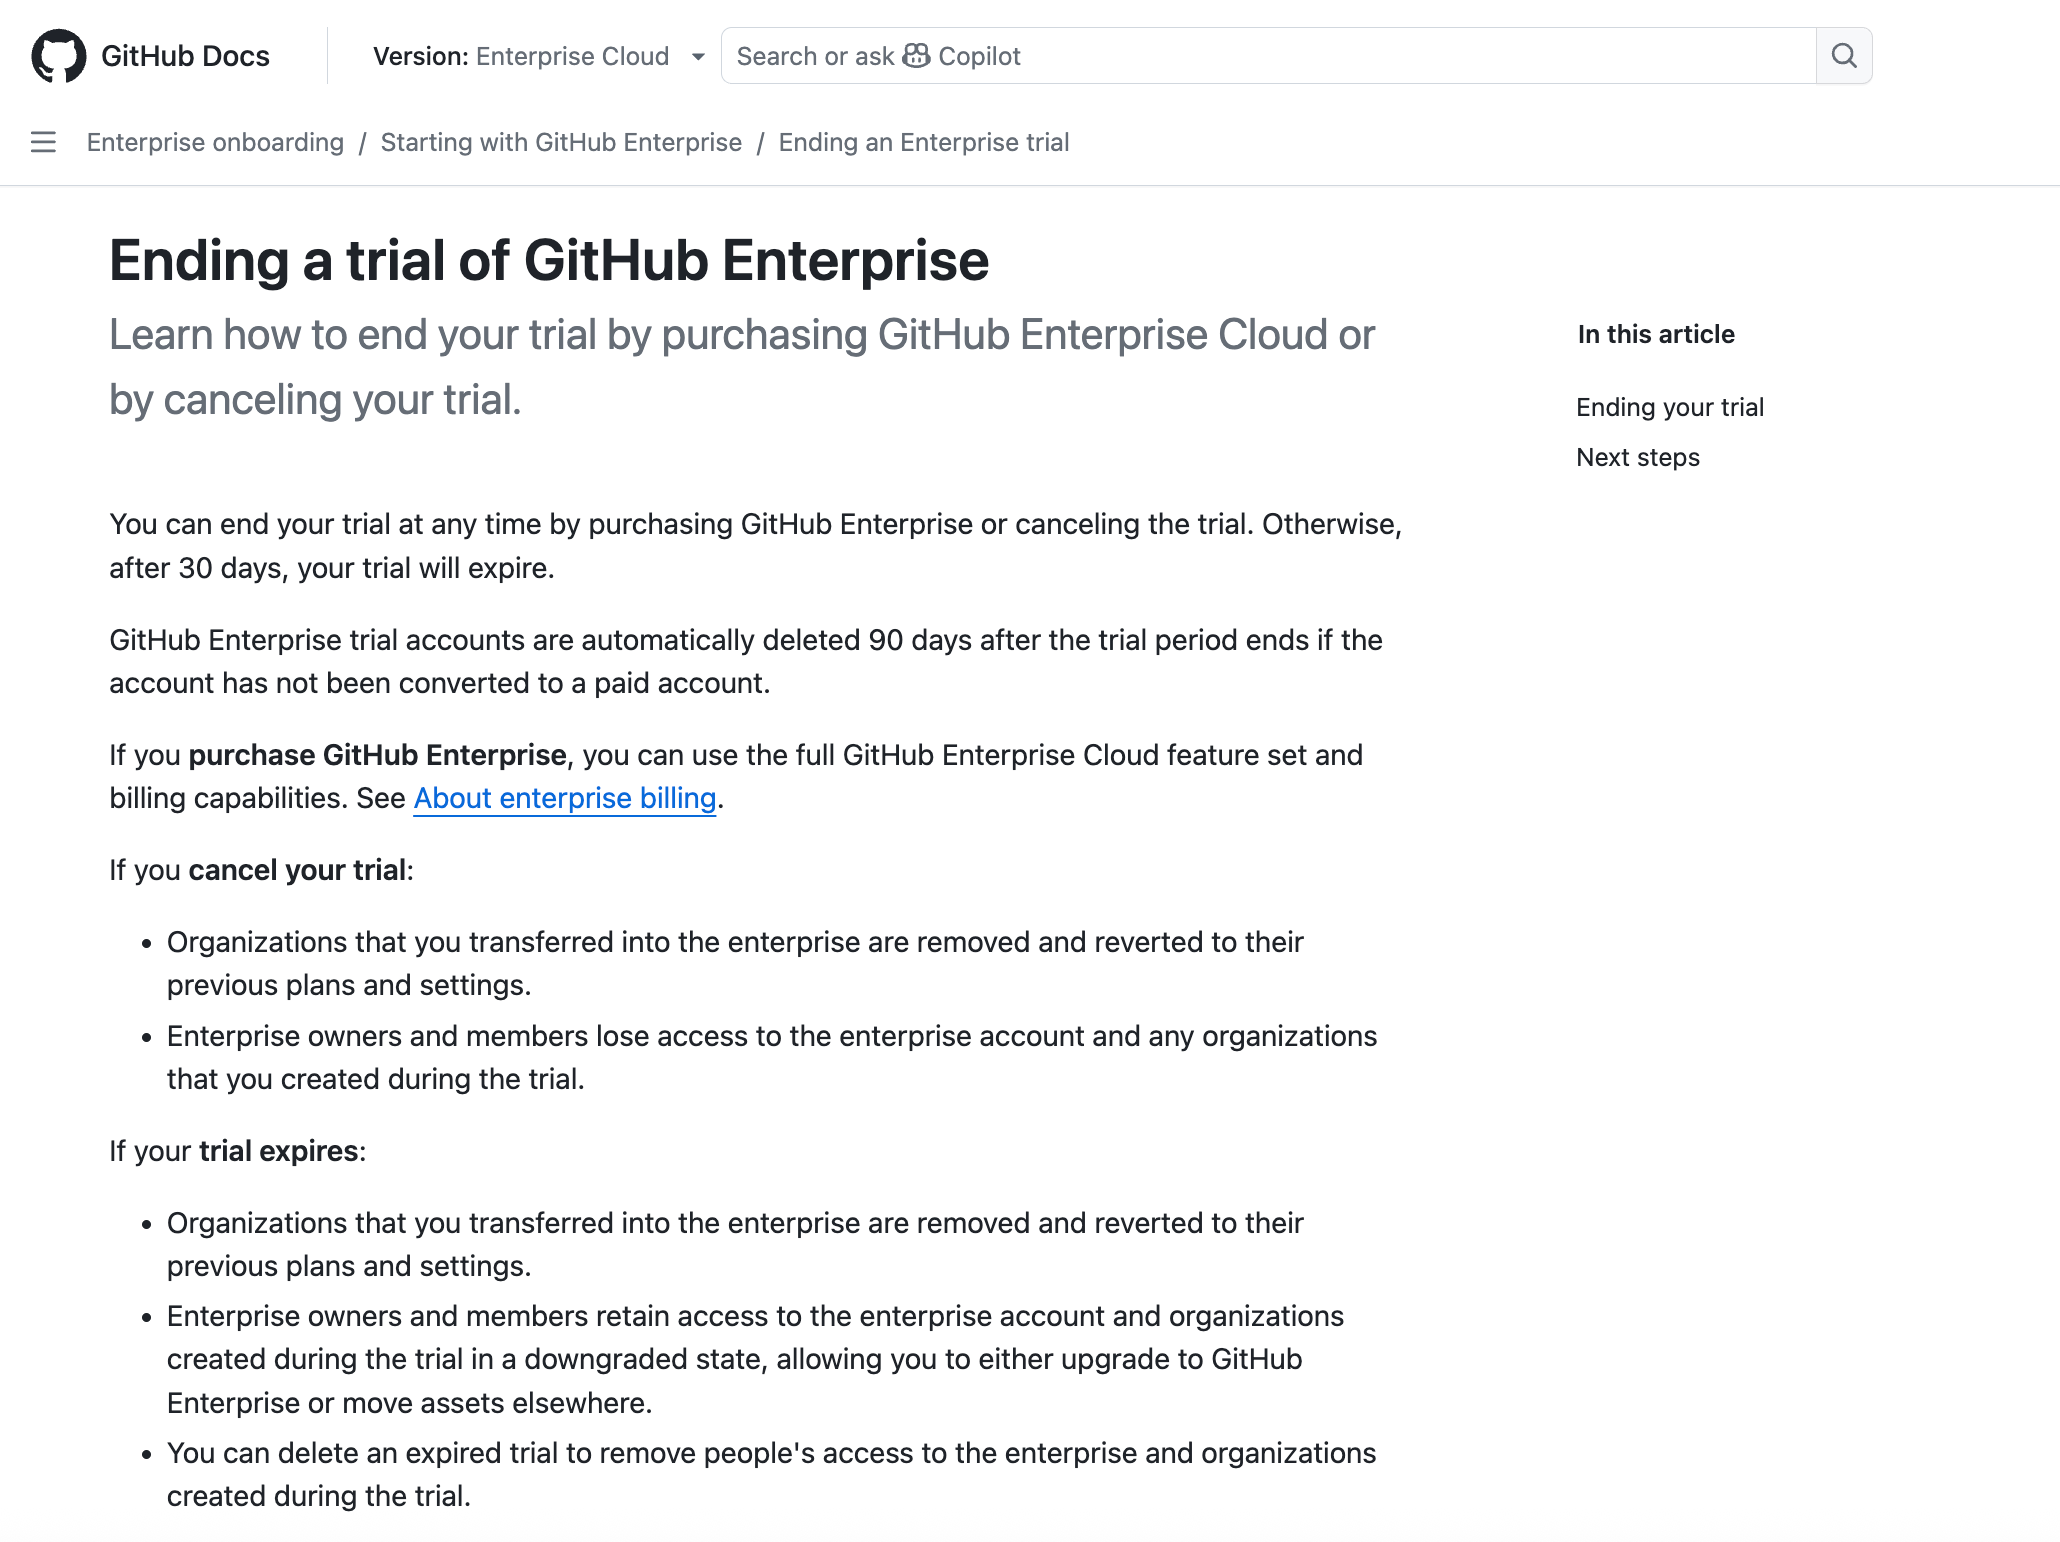 GitHub Docs
Version: Enterprise Cloud
Search or ask Copilot
Enterprise onboarding / Starting with GitHub Enterprise / Ending an Enterprise trial
Ending a trial of GitHub Enterprise
Learn how to end your trial by purchasing GitHub Enterprise Cloud or
by canceling your trial.
In this article
Ending your trial
Next steps
You can end your trial at any time by purchasing GitHub Enterprise or canceling the trial. Otherwise,
after 30 days, your trial will expire.
GitHub Enterprise trial accounts are automatically deleted 90 days after the trial period ends if the
account has not been converted to a paid account.
If you purchase GitHub Enterprise, you can use the full GitHub Enterprise Cloud feature set and
billing capabilities. See About enterprise billing.
If you cancel your trial:
• Organizations that you transferred into the enterprise are removed and reverted to their
previous plans and settings.
• Enterprise owners and members lose access to the enterprise account and any organizations
that you created during the trial.
If your trial expires:
• Organizations that you transferred into the enterprise are removed and reverted to their
previous plans and settings.
• Enterprise owners and members retain access to the enterprise account and organizations
created during the trial in a downgraded state, allowing you to either upgrade to GitHub
Enterprise or move assets elsewhere.
• You can delete an expired trial to remove people's access to the enterprise and organizations
created during the trial.